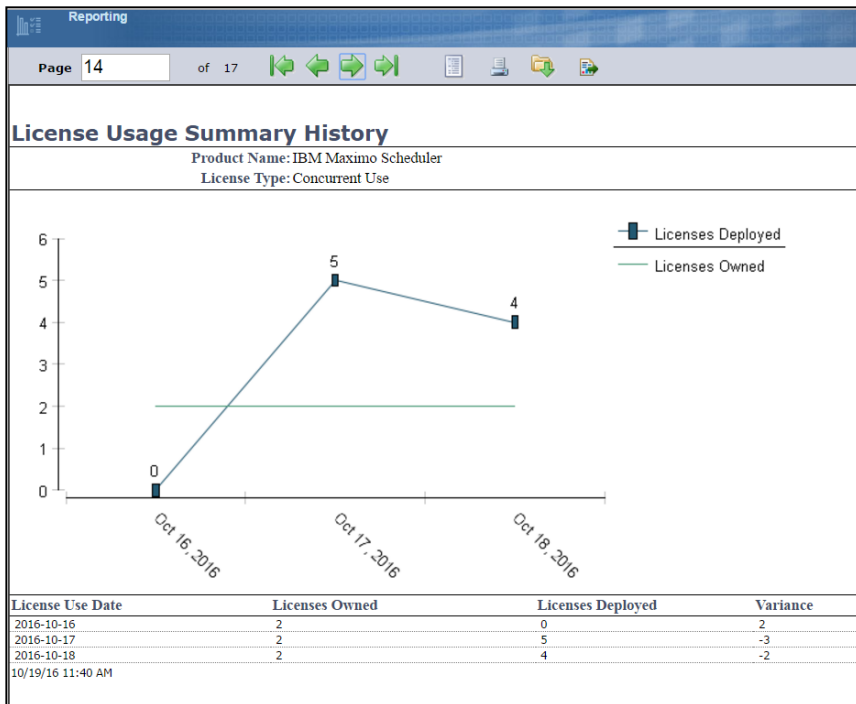 Reporting
Page 14 of 17
License Usage Summary History
Product Name: IBM Maximo Scheduler
License Type: Concurrent Use
6
5
4
3
2
1
0
0
5
4
Oct 16, 2016
Oct 17, 2016
Oct 18, 2016
Licenses Deployed
Licenses Owned
License Use Date Licenses Owned Licenses Deployed Variance
2016-10-16 2 0 2
2016-10-17 2 5 -3
2016-10-18 2 4 -2
10/19/16 11:40 AM